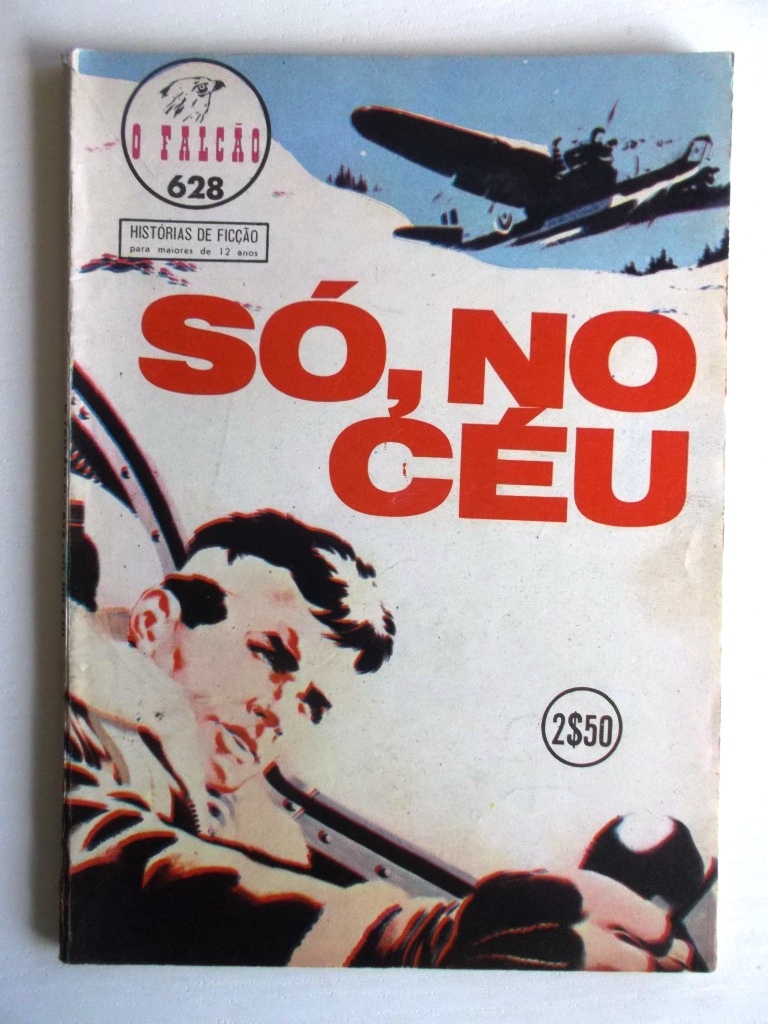 O FALCÃO
628
HISTÓRIAS DE FICÇÃO
para maiores de 12 anos
SÓ, NO
CÉU
2$50